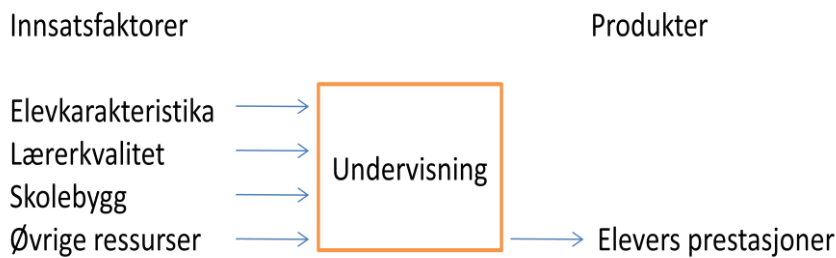 Innsatsfaktorer
Produkter
Elevkarakteristika
Lærerkvalitet
Skolebygg
Øvrige ressurser
Undervisning
Elevers prestasjoner